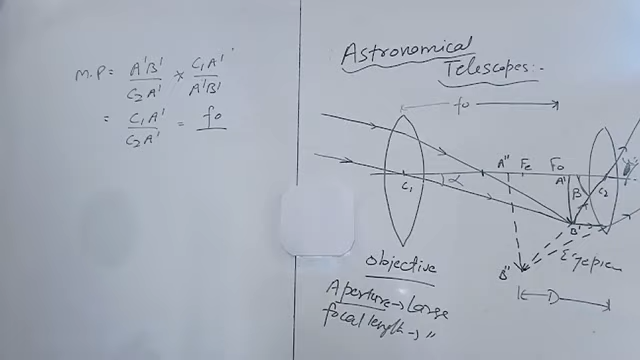 M.P = A'B' / C2A' × C1A' / A'B'
= C1A' / C2A' = fo
Astronomical
Telescopes:-
fo
A" Fe Fo
C1 α A' β C2
B'
B"
Objective
Eyepiece
D
Aperture→Large
focal length→"